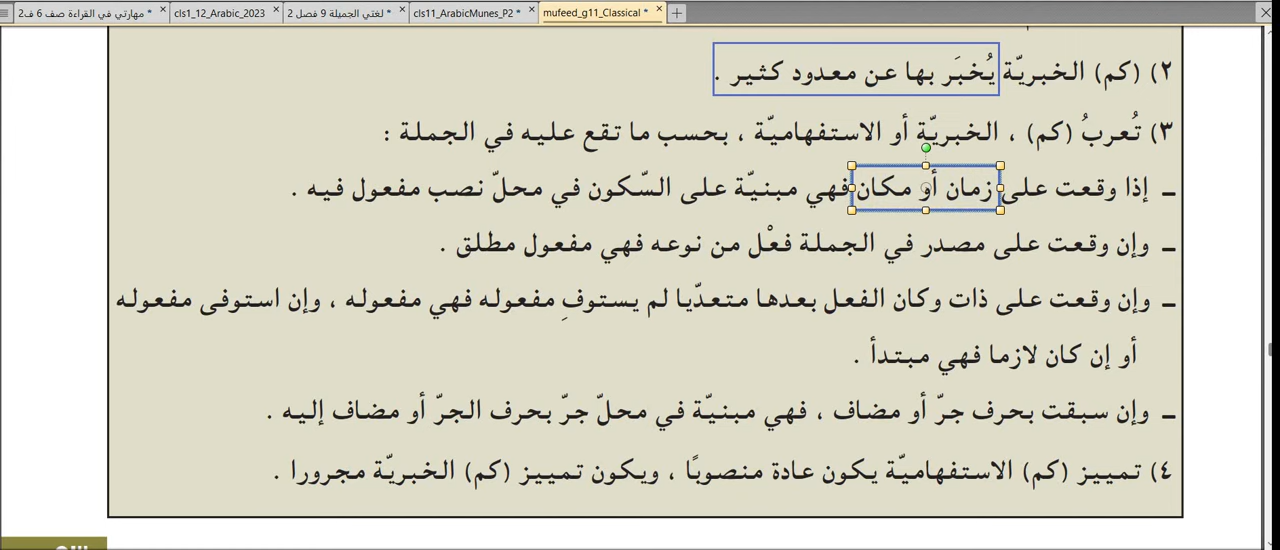 مهارتي في القراءة صف 6 ف2 *
cls1_12_Arabic_2023
لغتي الجميلة 9 فصل 2 *
cls11_ArabicMunes_P2 *
mufeed_g11_Classical *
٢) (كم) الخبريّة يُخبَر بها عن معدود كثير .
٣) تُعربُ (كم) ، الخبريّة أو الاستفهاميّة ، بحسب ما تقع عليه في الجملة :
ـ إذا وقعت على زمان أو مكان فهي مبنيّة على السّكون في محلّ نصب مفعول فيه .
ـ وإن وقعت على مصدر في الجملة فعْل من نوعه فهي مفعول مطلق .
ـ وإن وقعت على ذات وكان الفعل بعدها متعدّيا لم يستوفِ مفعوله فهي مفعوله ، وإن استوفى مفعوله
أو إن كان لازما فهي مبتدأ .
ـ وإن سبقت بحرف جرّ أو مضاف ، فهي مبنيّة في محلّ جرّ بحرف الجرّ أو مضاف إليه .
٤) تمييز (كم) الاستفهاميّة يكون عادة منصوبًا ، ويكون تمييز (كم) الخبريّة مجرورا .